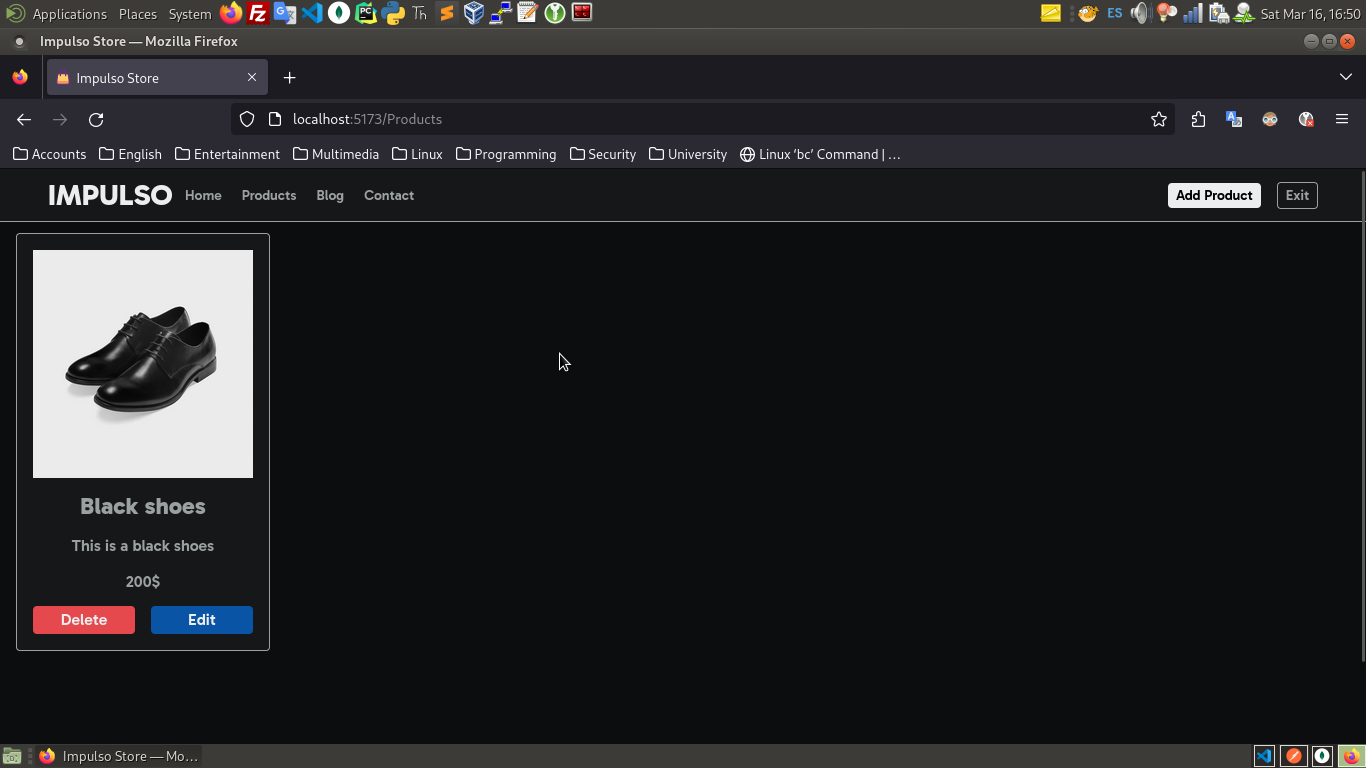 Applications Places System Th ES Sat Mar 16, 16:50
Impulso Store — Mozilla Firefox
Impulso Store
localhost:5173/Products
Accounts English Entertainment Multimedia Linux Programming Security University Linux ‘bc’ Command | …
IMPULSO Home Products Blog Contact Add Product Exit
Black shoes
This is a black shoes
200$
Delete Edit
Impulso Store — Mo…